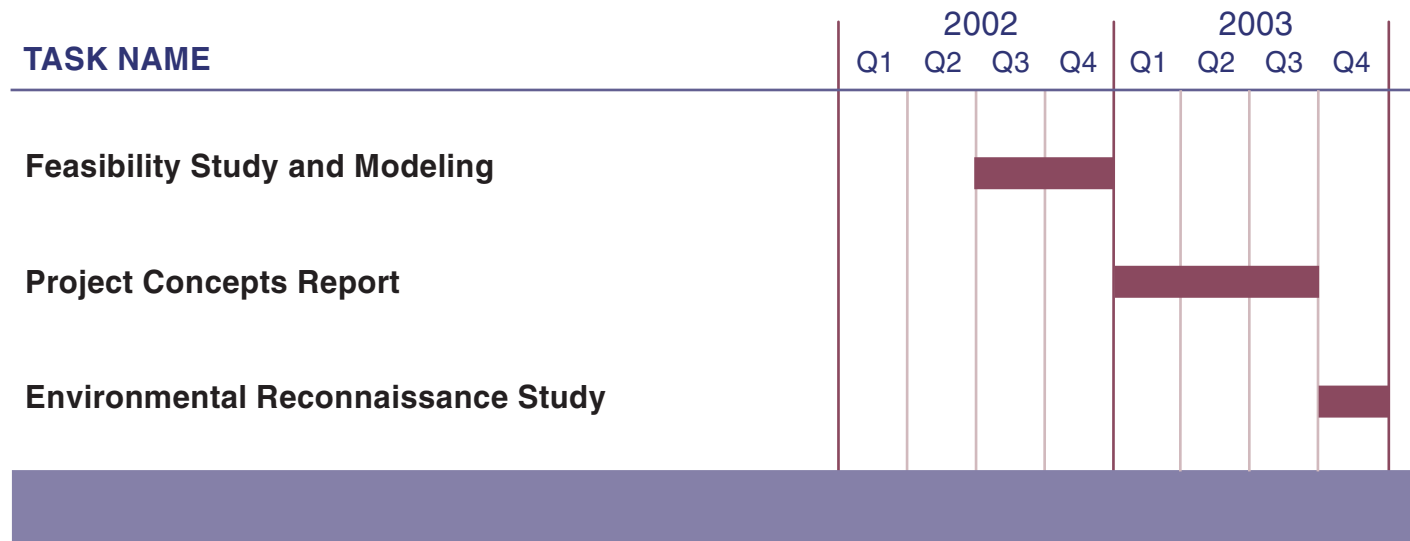 2002 2003
TASK NAME Q1 Q2 Q3 Q4 Q1 Q2 Q3 Q4
Feasibility Study and Modeling
Project Concepts Report
Environmental Reconnaissance Study